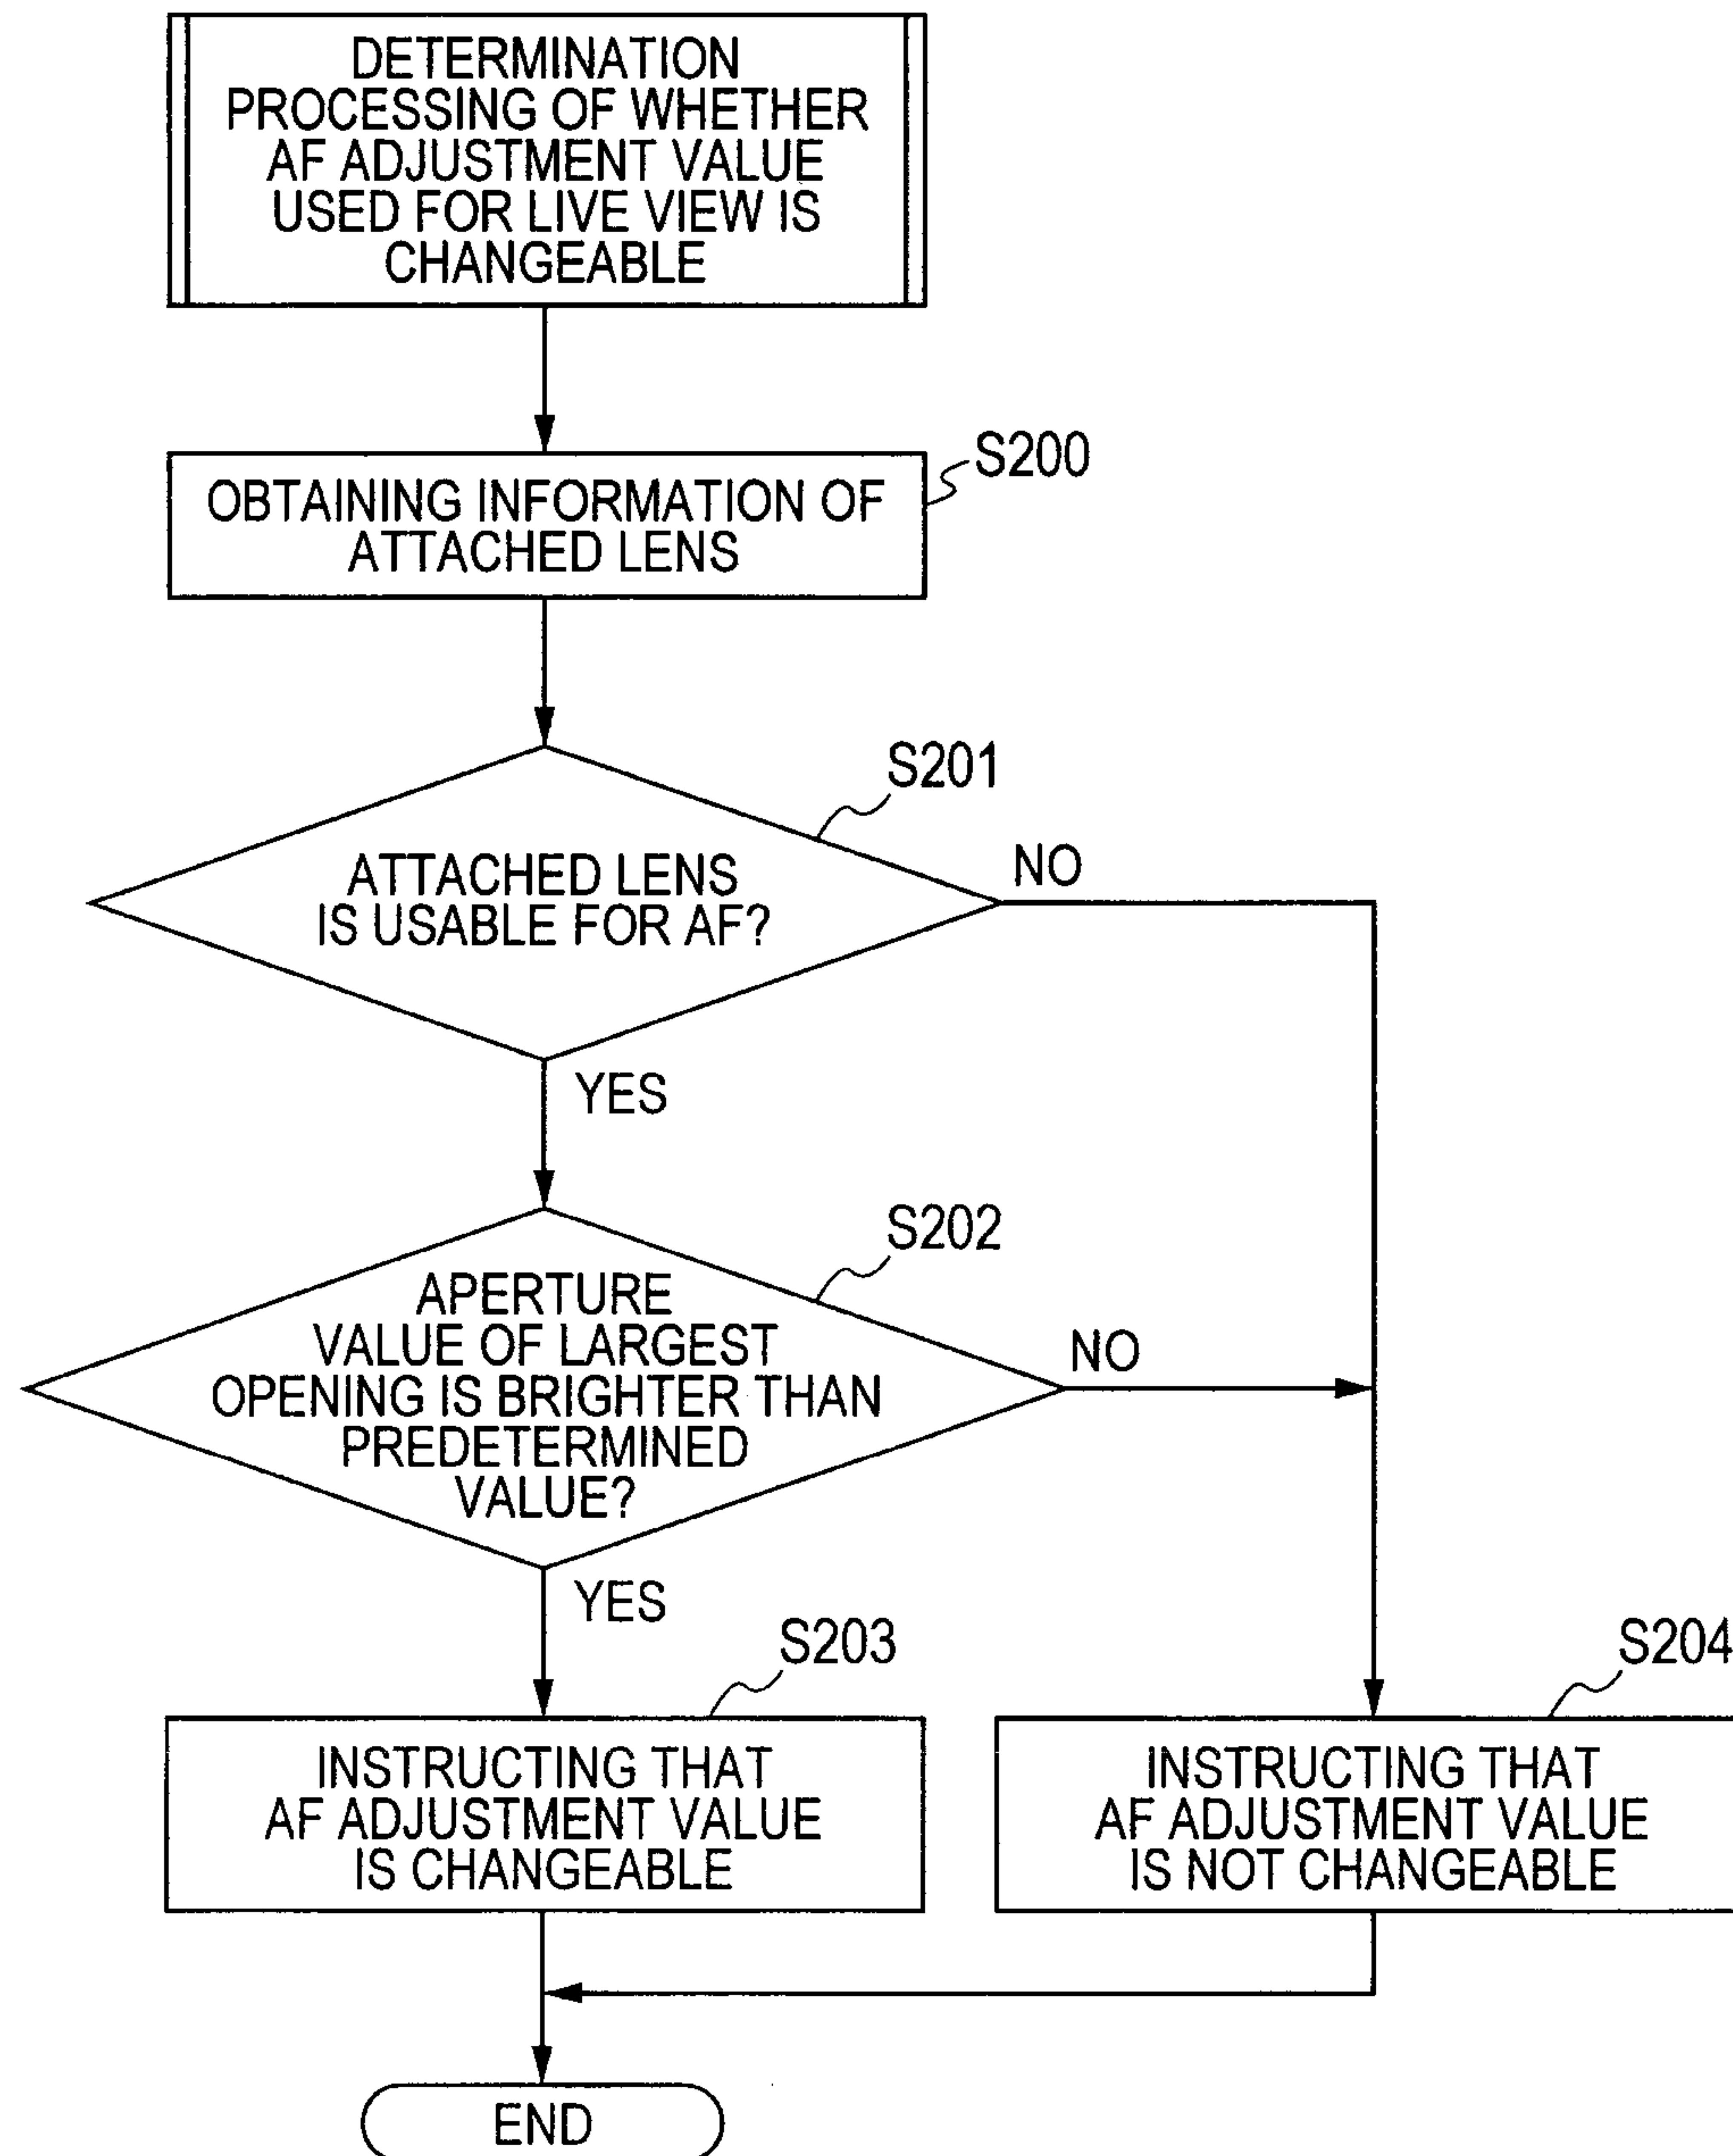 DETERMINATION
PROCESSING OF WHETHER
AF ADJUSTMENT VALUE
USED FOR LIVE VIEW IS
CHANGEABLE
S200
OBTAINING INFORMATION OF
ATTACHED LENS
S201
ATTACHED LENS
IS USABLE FOR AF?
NO
YES
S202
APERTURE
VALUE OF LARGEST
OPENING IS BRIGHTER THAN
PREDETERMINED
VALUE?
NO
YES
S203
INSTRUCTING THAT
AF ADJUSTMENT VALUE
IS CHANGEABLE
S204
INSTRUCTING THAT
AF ADJUSTMENT VALUE
IS NOT CHANGEABLE
END